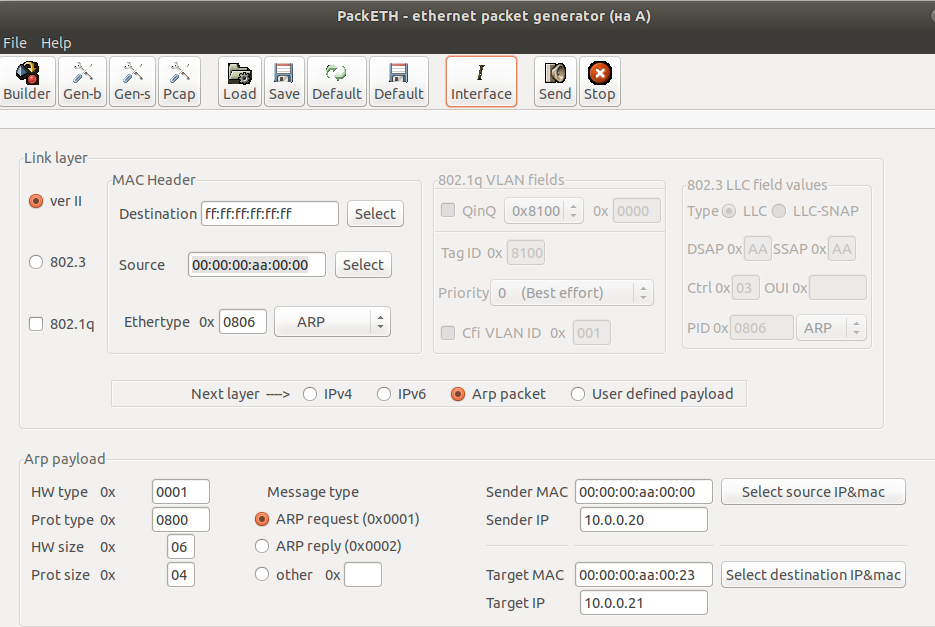 PackETH - ethernet packet generator (на A)
File Help
Builder Gen-b Gen-s Pcap Load Save Default Default Interface Send Stop
Link layer
ver II
802.3
802.1q
MAC Header
Destination ff:ff:ff:ff:ff:ff Select
Source 00:00:00:aa:00:00 Select
Ethertype 0x 0806 ARP
802.1q VLAN fields
QinQ 0x8100 0x 0000
Tag ID 0x 8100
Priority 0 (Best effort)
Cfi VLAN ID 0x 001
802.3 LLC field values
Type LLC LLC-SNAP
DSAP 0x AA SSAP 0x AA
Ctrl 0x 03 OUI 0x
PID 0x 0806 ARP
Next layer ----> IPv4 IPv6 Arp packet User defined payload
Arp payload
HW type 0x 0001
Prot type 0x 0800
HW size 0x 06
Prot size 0x 04
Message type
ARP request (0x0001)
ARP reply (0x0002)
other 0x
Sender MAC 00:00:00:aa:00:00 Select source IP&mac
Sender IP 10.0.0.20
Target MAC 00:00:00:aa:00:23 Select destination IP&mac
Target IP 10.0.0.21